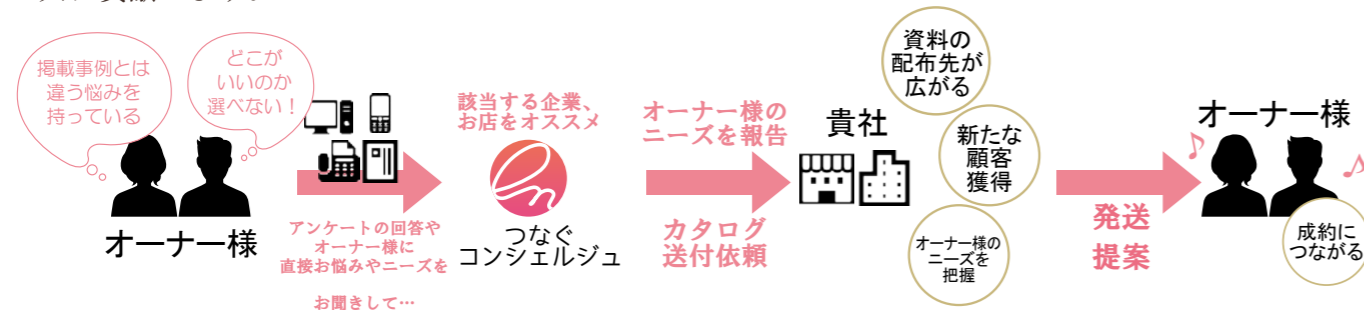 掲載事例とは
違う悩みを
持っている
どこが
いいのか
選べない！
オーナー様
アンケートの回答や
オーナー様に
直接お悩みやニーズを
お聞きして…
該当する企業、
お店をオススメ
つなぐ
コンシェルジュ
オーナー様の
ニーズを報告
カタログ
送付依頼
貴社
資料の
配布先が
広がる
新たな
顧客
獲得
オーナー様の
ニーズを
把握
発送
提案
オーナー様
成約に
つながる